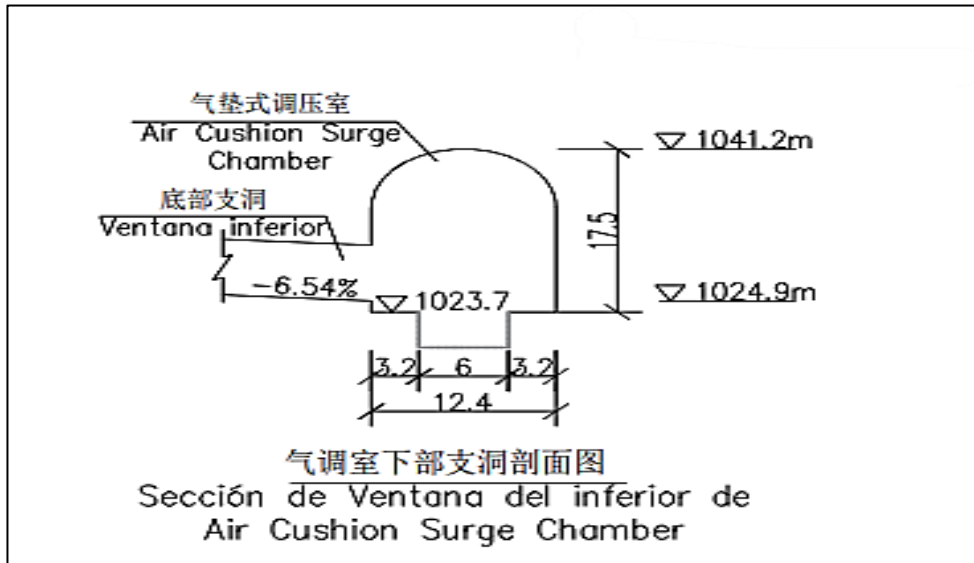 气垫式调压室
Air Cushion Surge
Chamber
1041.2m
底部支洞
Ventana inferior
17.5
-6.54%
1023.7
1024.9m
3.2 6 3.2
12.4
气调室下部支洞剖面图
Sección de Ventana del inferior de
Air Cushion Surge Chamber